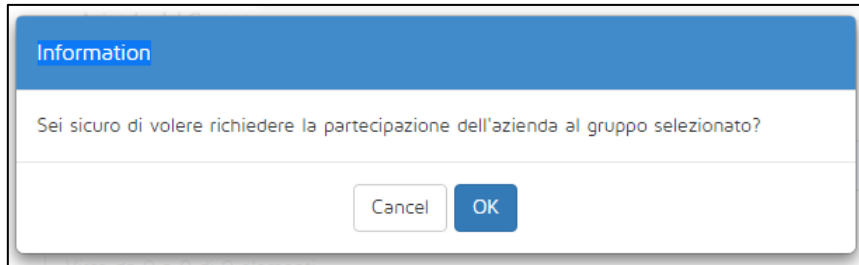 Information
Sei sicuro di volere richiedere la partecipazione dell'azienda al gruppo selezionato?
Cancel OK